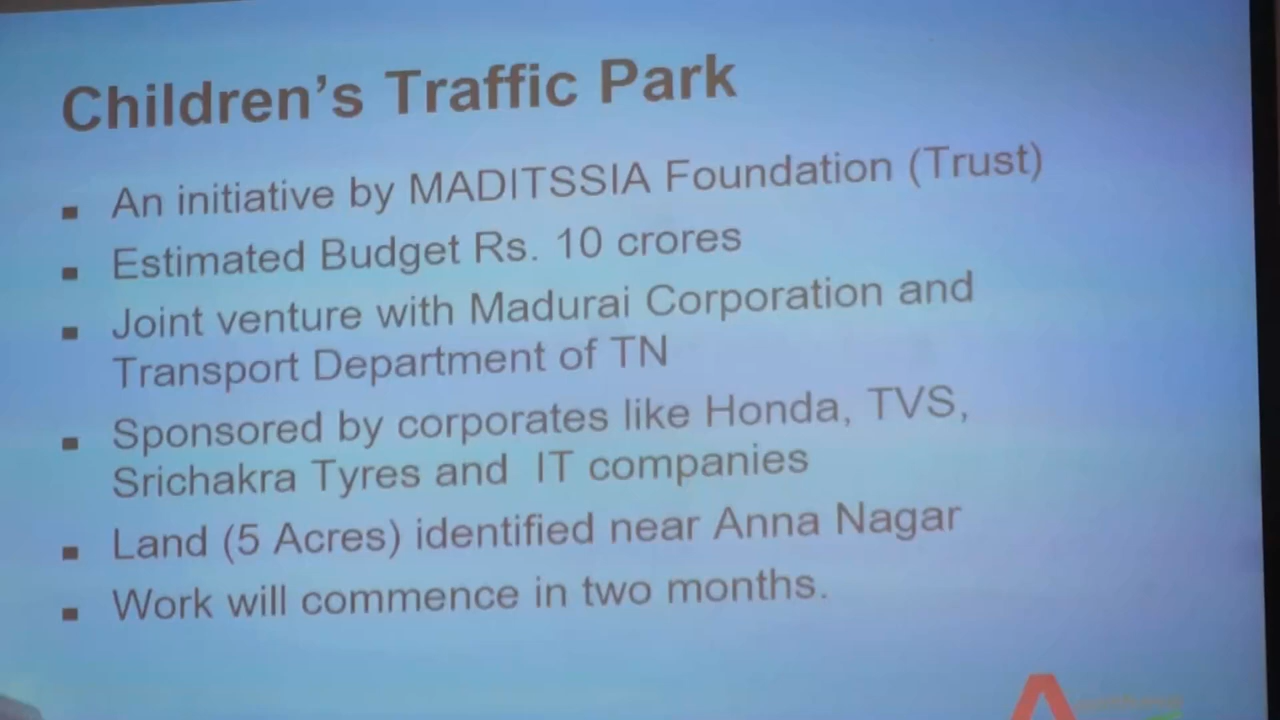 Children's Traffic Park
An initiative by MADITSSIA Foundation (Trust)
Estimated Budget Rs. 10 crores
Joint venture with Madurai Corporation and
Transport Department of TN
Sponsored by corporates like Honda, TVS,
Srichakra Tyres and IT companies
Land (5 Acres) identified near Anna Nagar
Work will commence in two months.